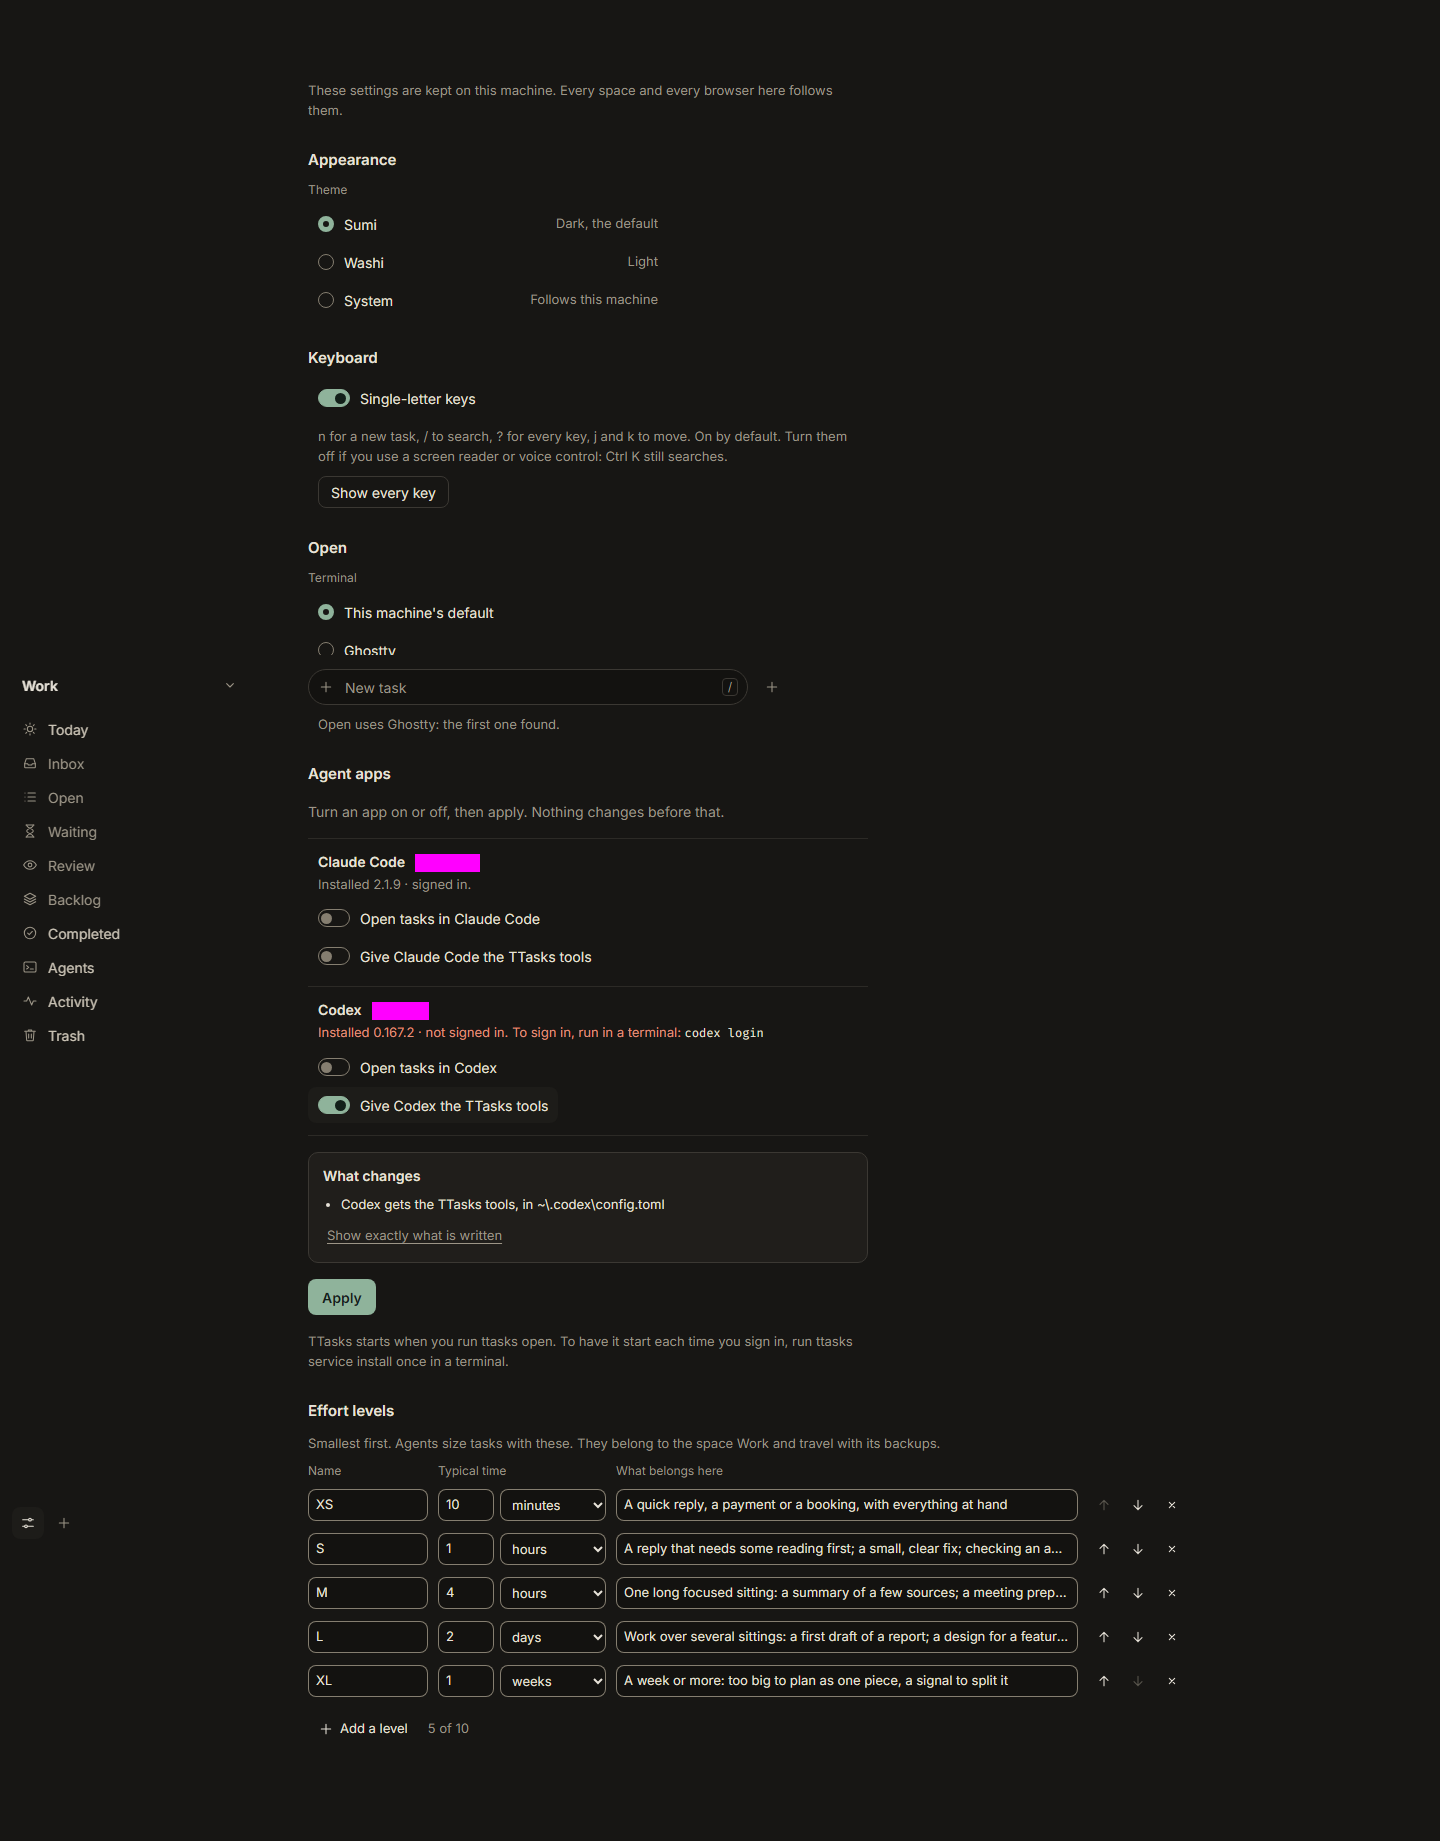 These settings are kept on this machine. Every space and every browser here follows
them.
Appearance
Theme
Sumi
Dark, the default
Washi
Light
System
Follows this machine
Keyboard
Single-letter keys
n for a new task, / to search, ? for every key, j and k to move. On by default. Turn them
off if you use a screen reader or voice control: Ctrl K still searches.
Show every key
Open
Terminal
This machine's default
Ghostty
Work
Today
Inbox
Open
Waiting
Review
Backlog
Completed
Agents
Activity
Trash
New task
/
Open uses Ghostty: the first one found.
Agent apps
Turn an app on or off, then apply. Nothing changes before that.
Claude Code
Installed 2.1.9 · signed in.
Open tasks in Claude Code
Give Claude Code the TTasks tools
Codex
Installed 0.167.2 · not signed in. To sign in, run in a terminal: codex login
Open tasks in Codex
Give Codex the TTasks tools
What changes
• Codex gets the TTasks tools, in ~\.codex\config.toml
Show exactly what is written
Apply
TTasks starts when you run ttasks open. To have it start each time you sign in, run ttasks
service install once in a terminal.
Effort levels
Smallest first. Agents size tasks with these. They belong to the space Work and travel with its backups.
Name Typical time What belongs here
XS 10 minutes A quick reply, a payment or a booking, with everything at hand
S 1 hours A reply that needs some reading first; a small, clear fix; checking an a...
M 4 hours One long focused sitting: a summary of a few sources; a meeting prep...
L 2 days Work over several sittings: a first draft of a report; a design for a featur...
XL 1 weeks A week or more: too big to plan as one piece, a signal to split it
Add a level 5 of 10